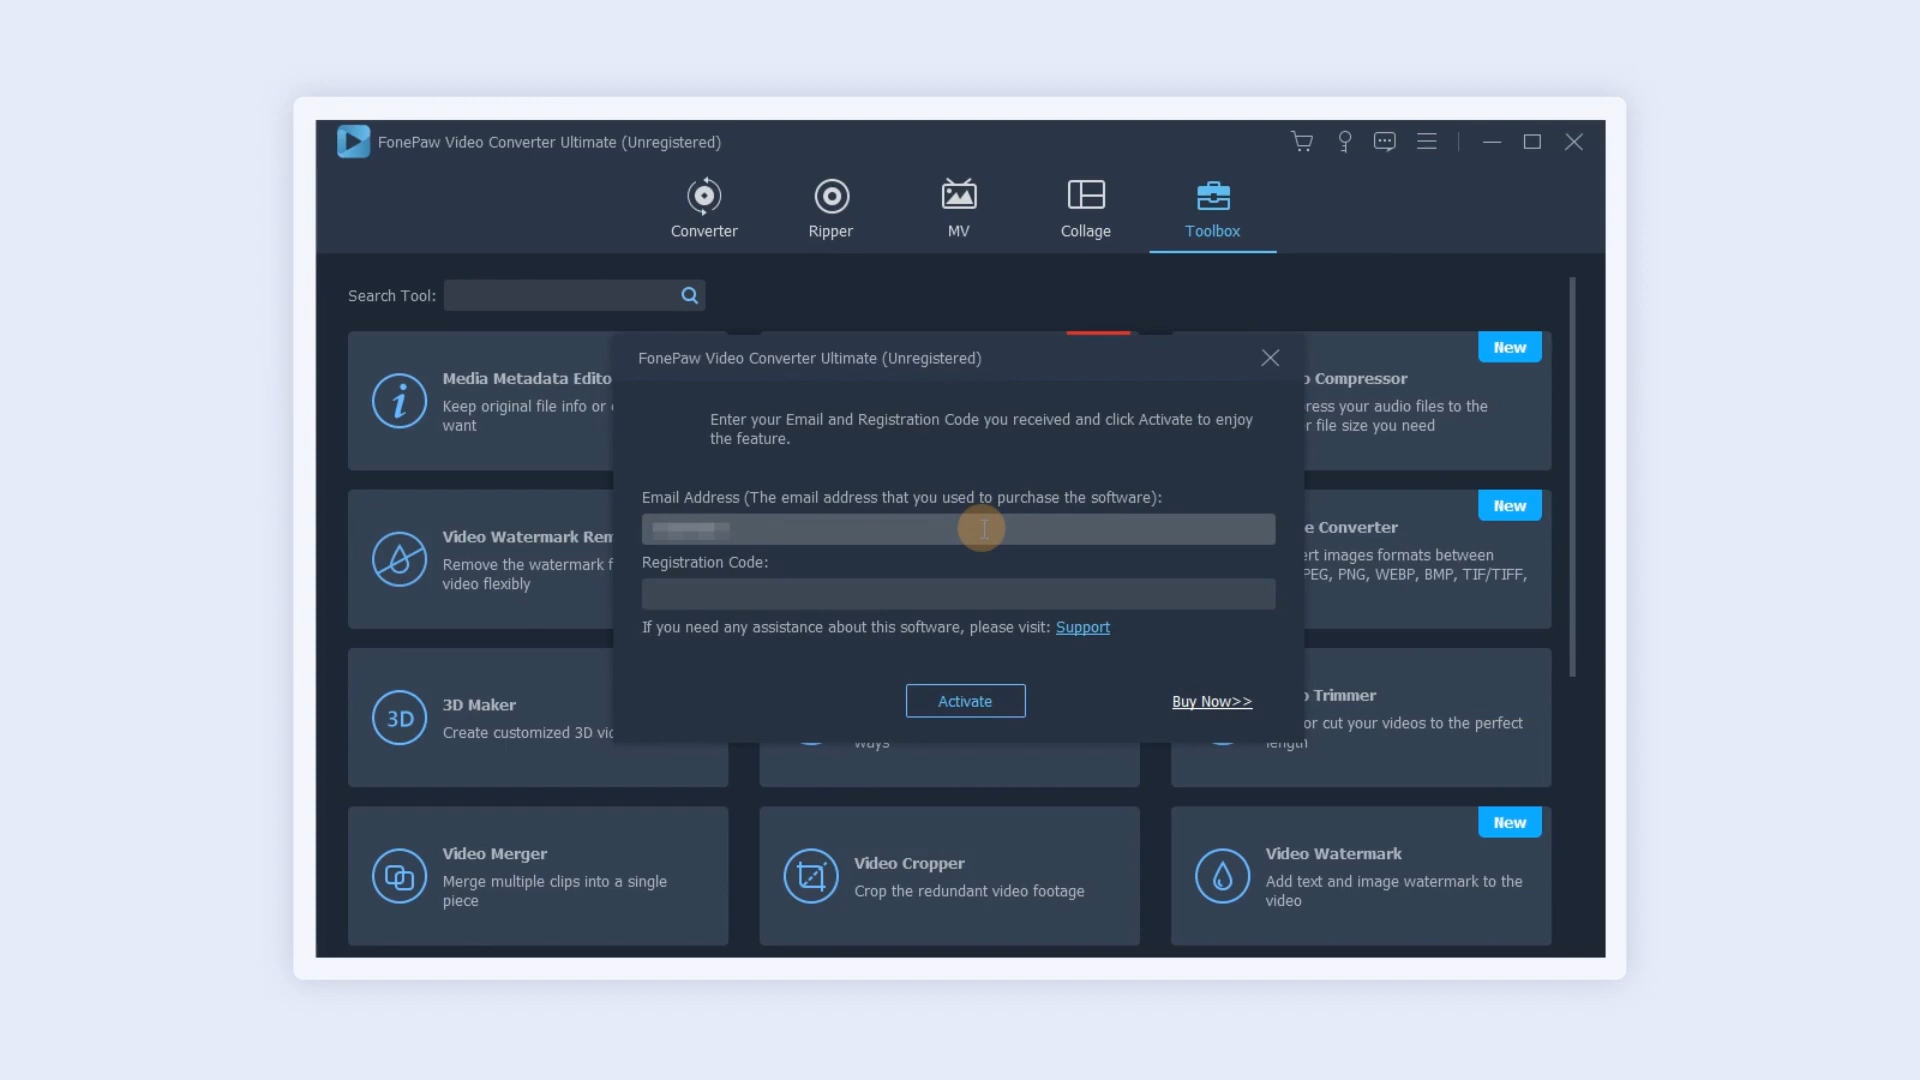 FonePaw Video Converter Ultimate (Unregistered)
Converter
Ripper
MV
Collage
Toolbox
Search Tool:
New
Media Metadata Edito
Keep original file info or
want
FonePaw Video Converter Ultimate (Unregistered)
Enter your Email and Registration Code you received and click Activate to enjoy
the feature.
Email Address (The email address that you used to purchase the software):
Registration Code:
If you need any assistance about this software, please visit: Support
Activate
Buy Now>>
Compressor
ress your audio files to the
r file size you need
Video Watermark Rem
Remove the watermark f
video flexibly
New
e Converter
ert images formats between
PEG, PNG, WEBP, BMP, TIF/TIFF,
3D
3D Maker
Create customized 3D vid
ways
Trimmer
or cut your videos to the perfect
length
Video Merger
Merge multiple clips into a single
piece
Video Cropper
Crop the redundant video footage
New
Video Watermark
Add text and image watermark to the
video